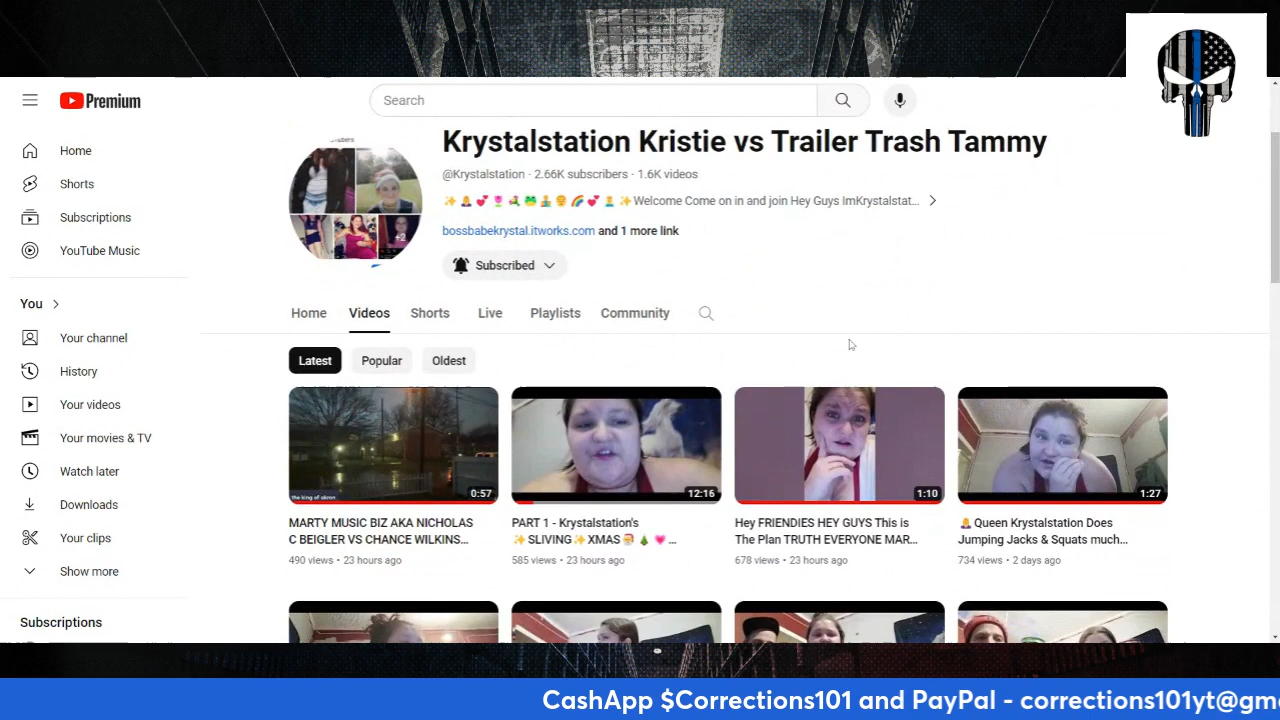 Premium
Search
Home
Shorts
Subscriptions
YouTube Music
You
Your channel
History
Your videos
Your movies & TV
Watch later
Downloads
Your clips
Show more
Subscriptions
Krystalstation Kristie vs Trailer Trash Tammy
@Krystalstation · 2.66K subscribers · 1.6K videos
Welcome Come on in and join Hey Guys ImKrystalstat...
bossbabekrystal.itworks.com and 1 more link
+2
Subscribed
Home Videos Shorts Live Playlists Community
Latest Popular Oldest
the king of akron
0:57
MARTY MUSIC BIZ AKA NICHOLAS
C BEIGLER VS CHANCE WILKINS...
490 views · 23 hours ago
12:16
PART 1 - Krystalstation's
✨SLIVING✨XMAS🎅🎄💗...
585 views · 23 hours ago
1:10
Hey FRIENDIES HEY GUYS This is
The Plan TRUTH EVERYONE MAR...
678 views · 23 hours ago
1:27
Queen Krystalstation Does
Jumping Jacks & Squats much...
734 views · 2 days ago
CashApp $Corrections101 and PayPal - corrections101yt@gm